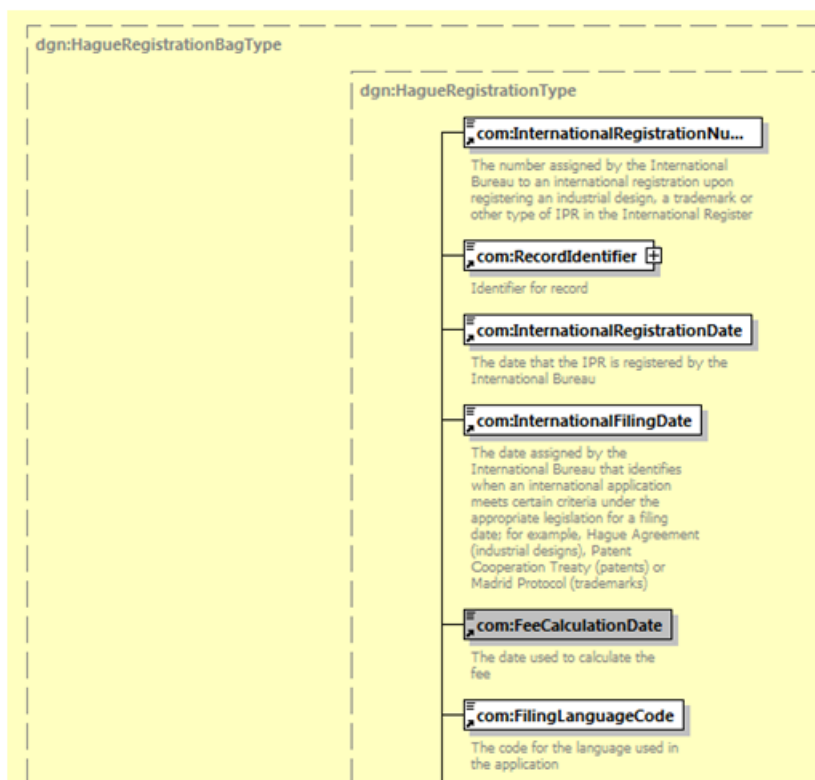 dgn:HagueRegistrationBagType
dgn:HagueRegistrationType
com:InternationalRegistrationNu...
The number assigned by the International
Bureau to an international registration upon
registering an industrial design, a trademark or
other type of IPR in the International Register
com:RecordIdentifier
Identifier for record
com:InternationalRegistrationDate
The date that the IPR is registered by the
International Bureau
com:InternationalFilingDate
The date assigned by the
International Bureau that identifies
when an international application
meets certain criteria under the
appropriate legislation for a filing
date; for example, Hague Agreement
(industrial designs), Patent
Cooperation Treaty (patents) or
Madrid Protocol (trademarks)
com:FeeCalculationDate
The date used to calculate the
fee
com:FilingLanguageCode
The code for the language used in
the application